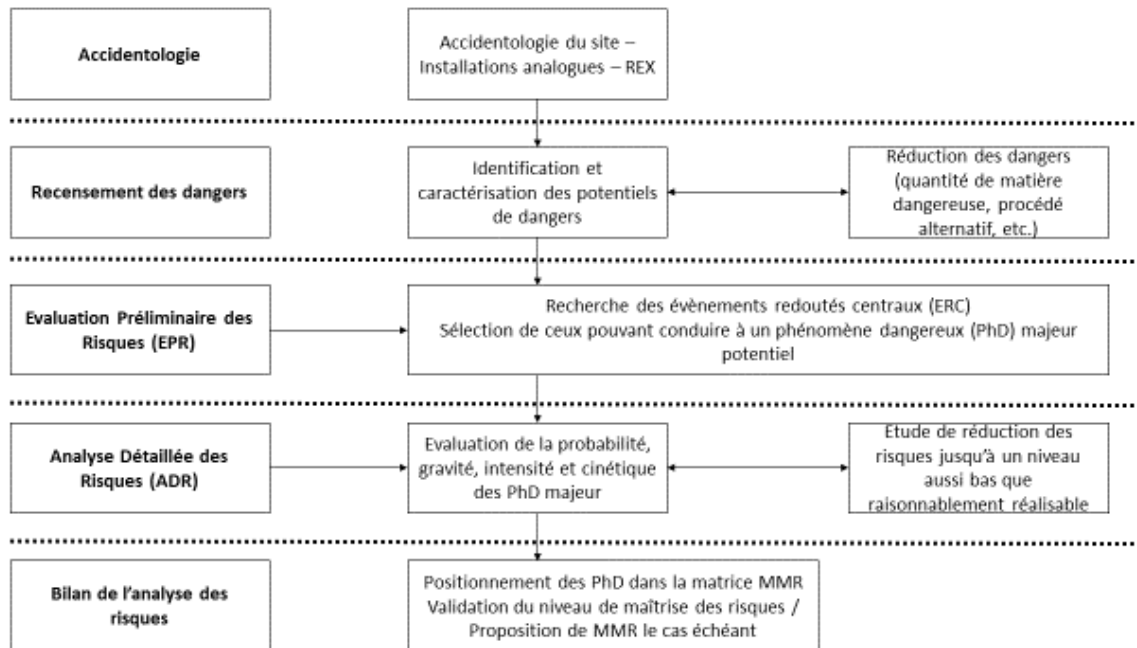 Accidentologie
Accidentologie du site –
Installations analogues – REX
Recensement des dangers
Identification et
caractérisation des potentiels
de dangers
Réduction des dangers
(quantité de matière
dangereuse, procédé
alternatif, etc.)
Evaluation Préliminaire des
Risques (EPR)
Recherche des évènements redoutés centraux (ERC)
Sélection de ceux pouvant conduire à un phénomène dangereux (PhD) majeur
potentiel
Analyse Détaillée des
Risques (ADR)
Evaluation de la probabilité,
gravité, intensité et cinétique
des PhD majeur
Etude de réduction des
risques jusqu'à un niveau
aussi bas que
raisonnablement réalisable
Bilan de l'analyse des
risques
Positionnement des PhD dans la matrice MMR
Validation du niveau de maîtrise des risques /
Proposition de MMR le cas échéant